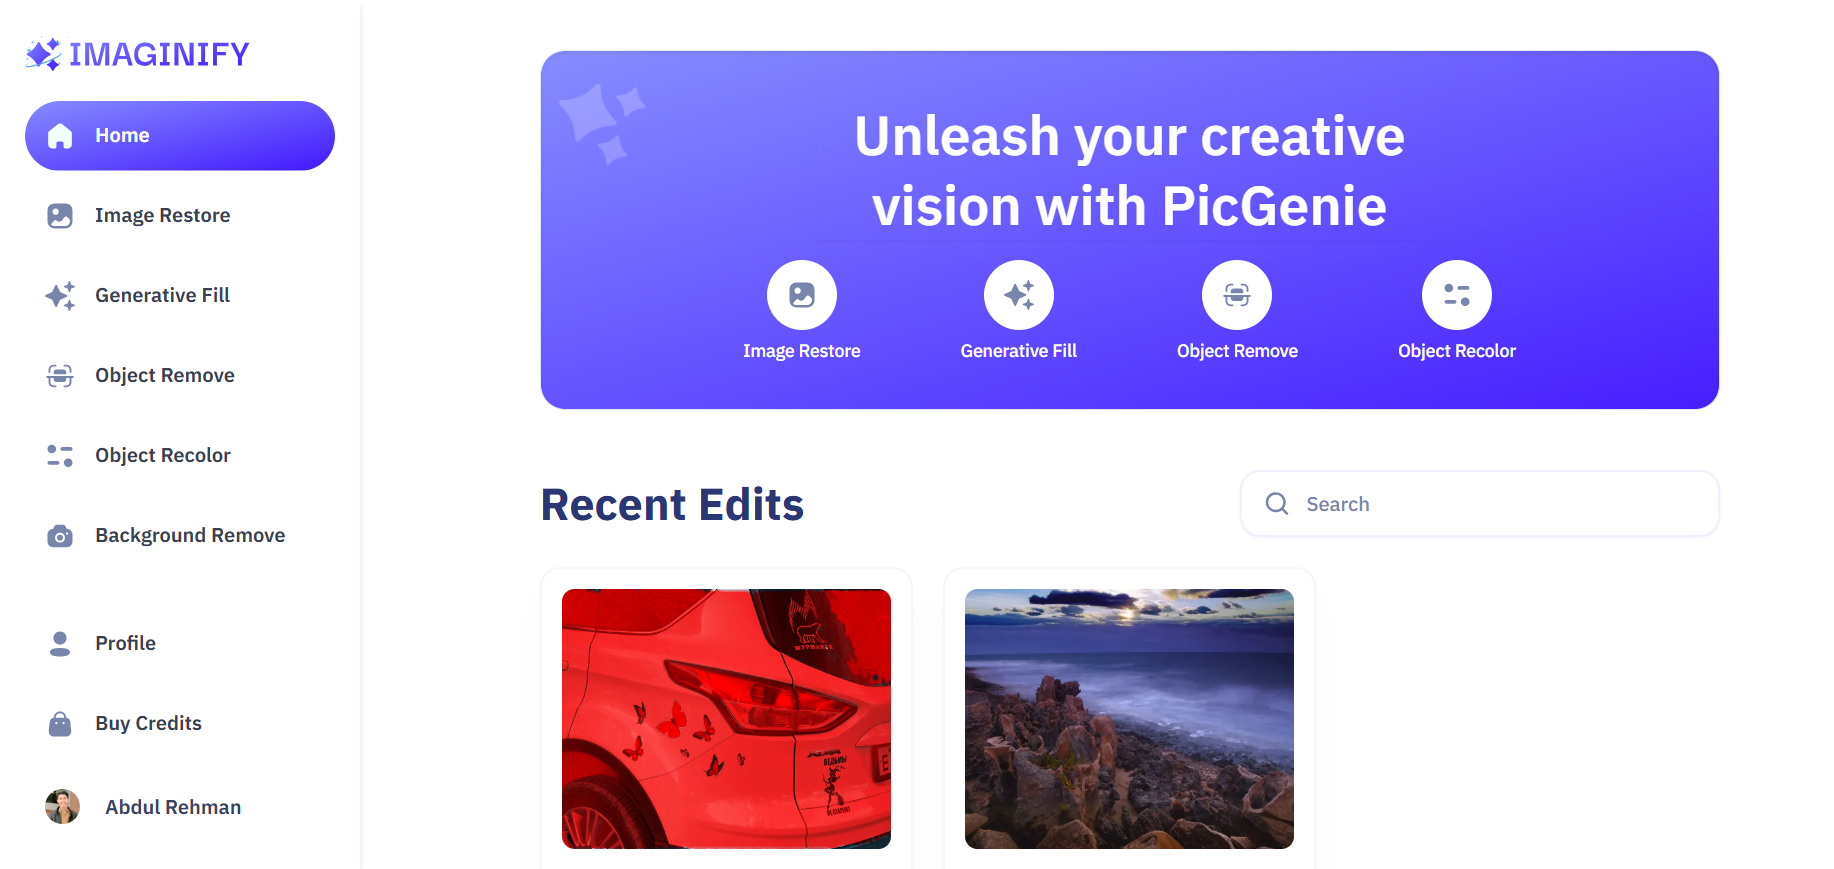 IMAGINIFY
Home
Image Restore
Generative Fill
Object Remove
Object Recolor
Background Remove
Profile
Buy Credits
Abdul Rehman
Unleash your creative
vision with PicGenie
Image Restore
Generative Fill
Object Remove
Object Recolor
Recent Edits
Search
ВЕДЬМЫ